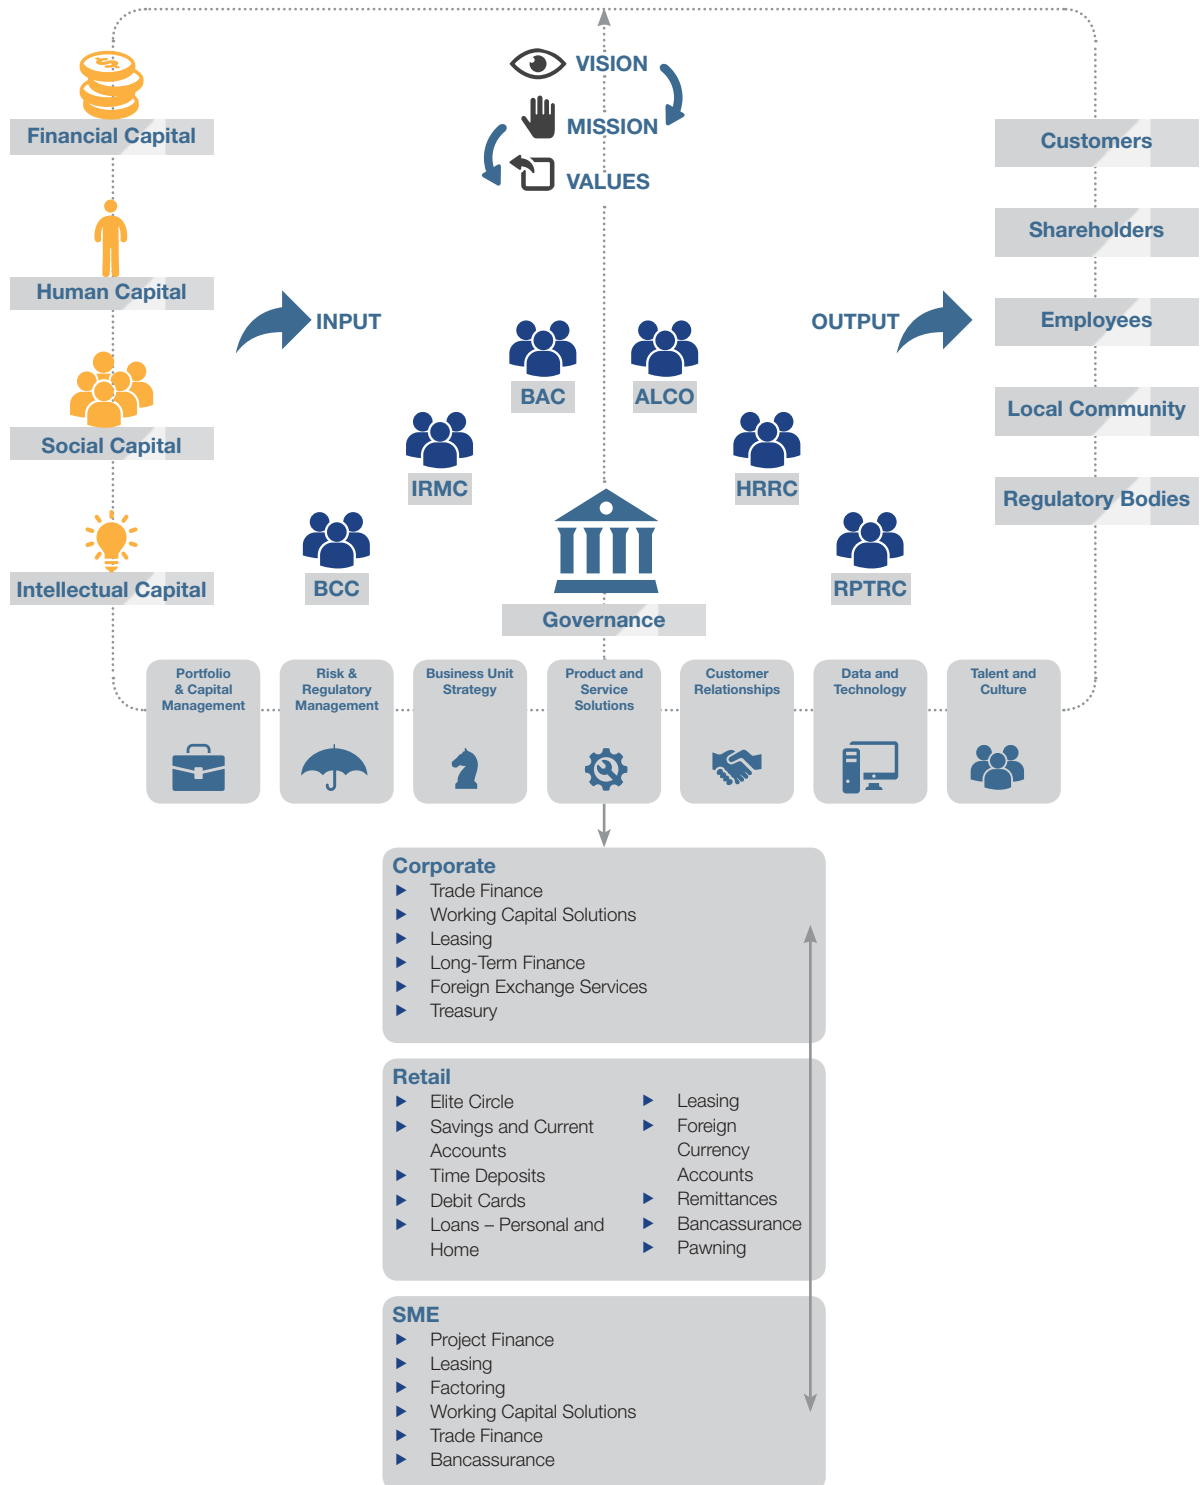 VISION
MISSION
VALUES
Financial Capital
Human Capital
Social Capital
Intellectual Capital
INPUT
OUTPUT
Customers
Shareholders
Employees
Local Community
Regulatory Bodies
BAC
ALCO
IRMC
HRRC
BCC
RPTRC
Governance
Portfolio
& Capital
Management
Risk &
Regulatory
Management
Business Unit
Strategy
Product and
Service
Solutions
Customer
Relationships
Data and
Technology
Talent and
Culture
Corporate
Trade Finance
Working Capital Solutions
Leasing
Long-Term Finance
Foreign Exchange Services
Treasury
Retail
Elite Circle
Savings and Current
Accounts
Time Deposits
Debit Cards
Loans – Personal and
Home
Leasing
Foreign
Currency
Accounts
Remittances
Bancassurance
Pawning
SME
Project Finance
Leasing
Factoring
Working Capital Solutions
Trade Finance
Bancassurance